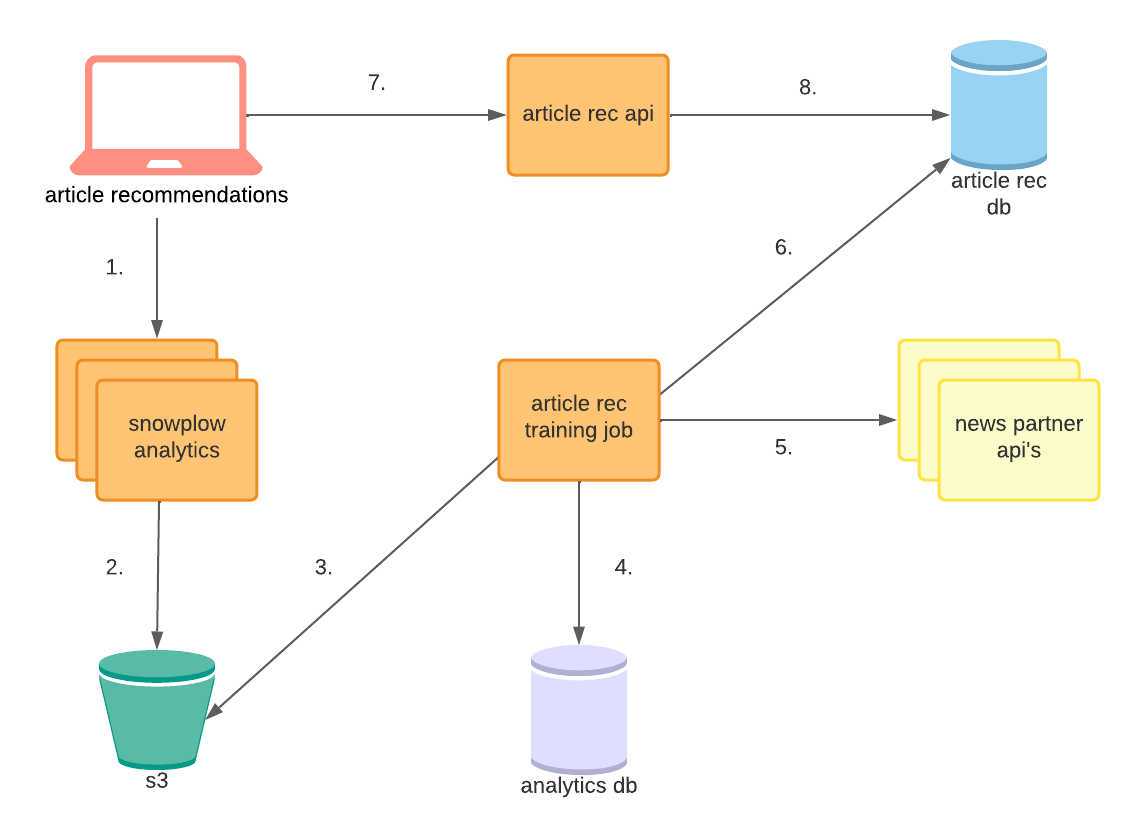 7.
8.
article rec api
article recommendations
article rec
db
1.
6.
snowplow
analytics
article rec
training job
news partner
api's
5.
2.
3.
4.
s3
analytics db